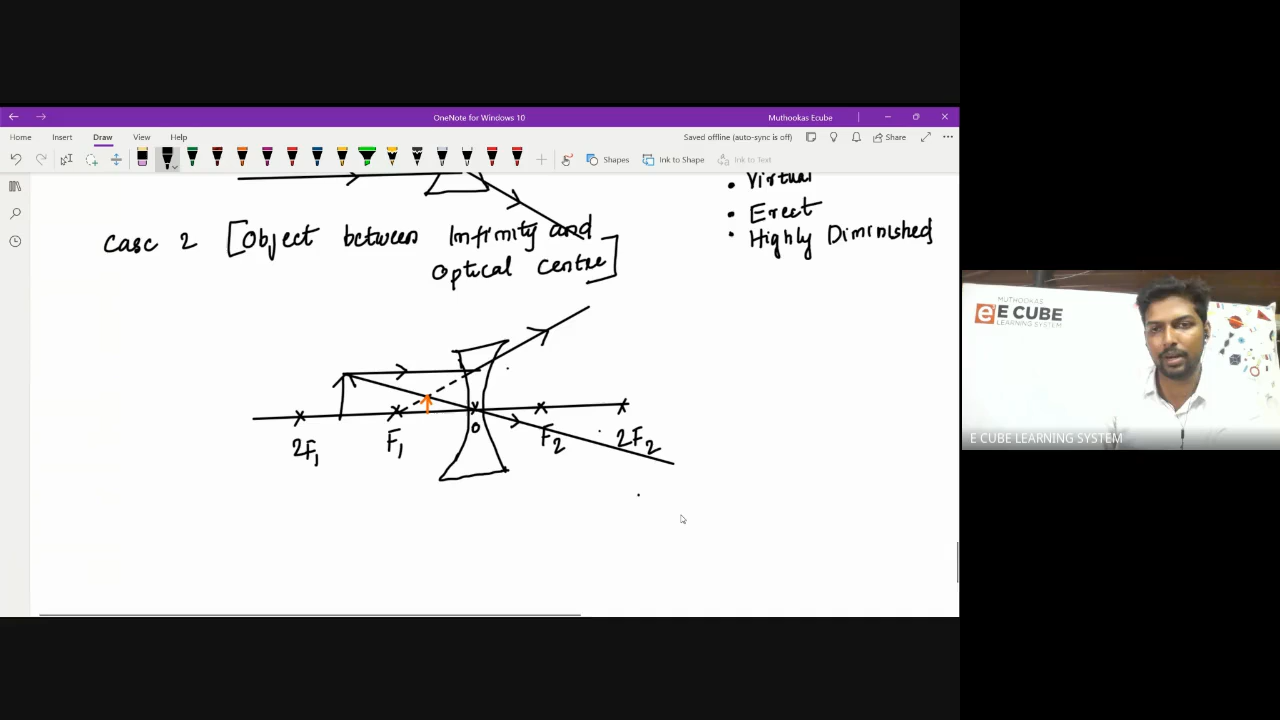 OneNote for Windows 10
Muthookas Ecube
Home Insert Draw View Help
Saved offline (auto-sync is off)
Share
Shapes
Ink to Shape
Ink to Text
• Virtual
• Erect
• Highly Diminished
Case 2 [Object between Infinity and
Optical Centre]
2F1
F1
O
F2
2F2
MUTHOOKAS
e E CUBE
LEARNING SYSTEM
E CUBE LEARNING SYSTEM